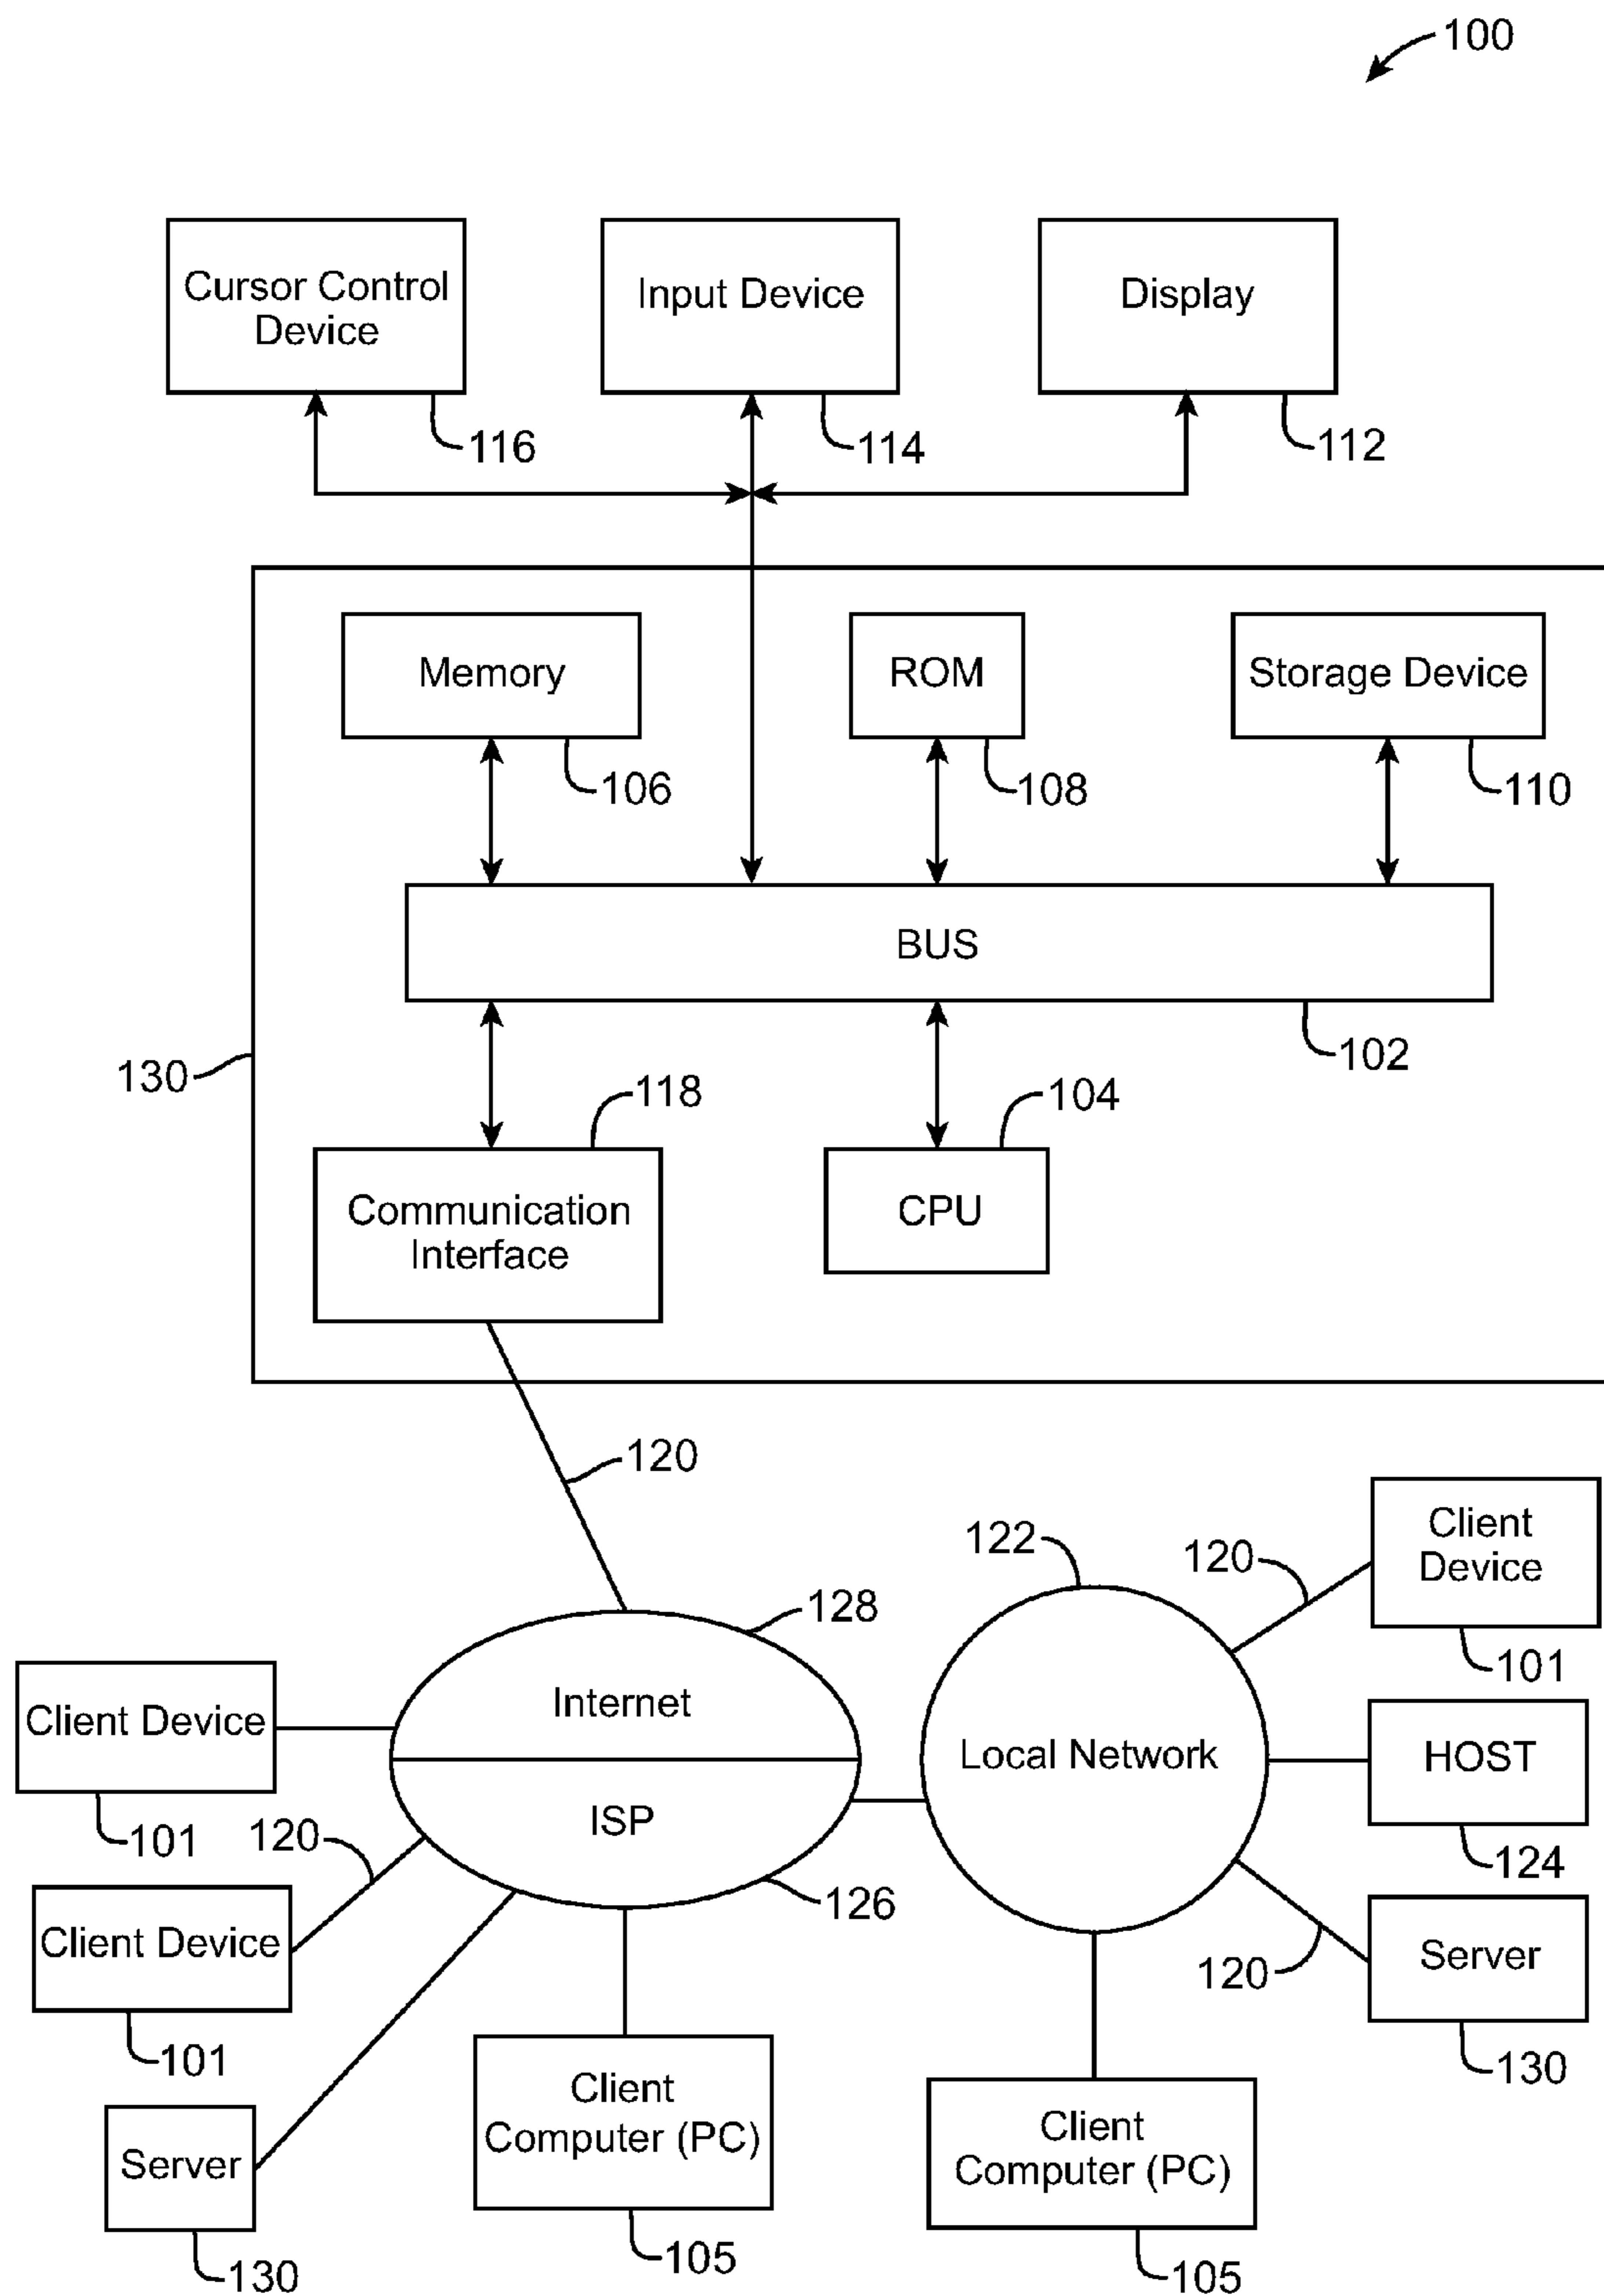 100
Cursor Control
Device
116
Input Device
114
Display
112
Memory
106
ROM
108
Storage Device
110
BUS
102
130
118
Communication
Interface
104
CPU
120
128
Internet
ISP
126
122
Local Network
120
Client
Device
101
HOST
124
120
Server
130
Client Device
101
120
Client Device
101
Server
130
Client
Computer (PC)
105
Client
Computer (PC)
105